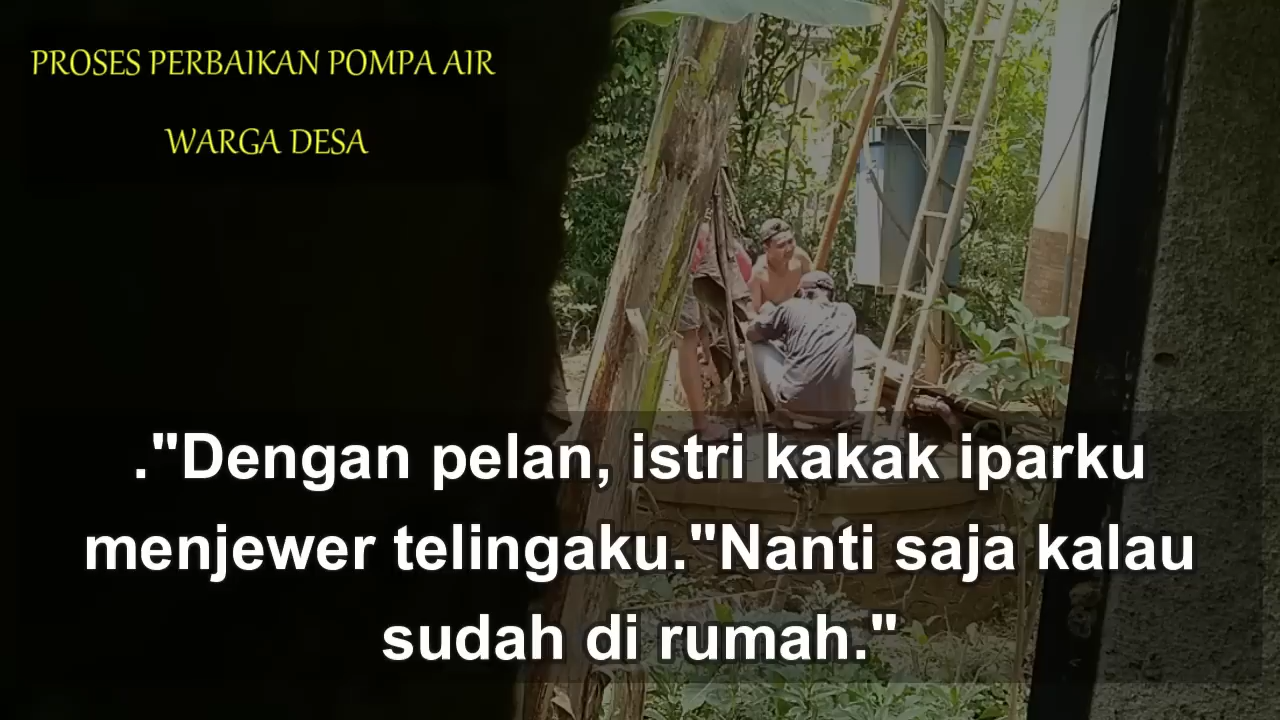 PROSES PERBAIKAN POMPA AIR
WARGA DESA
."Dengan pelan, istri kakak iparku
menjewer telingaku."Nanti saja kalau
sudah di rumah."